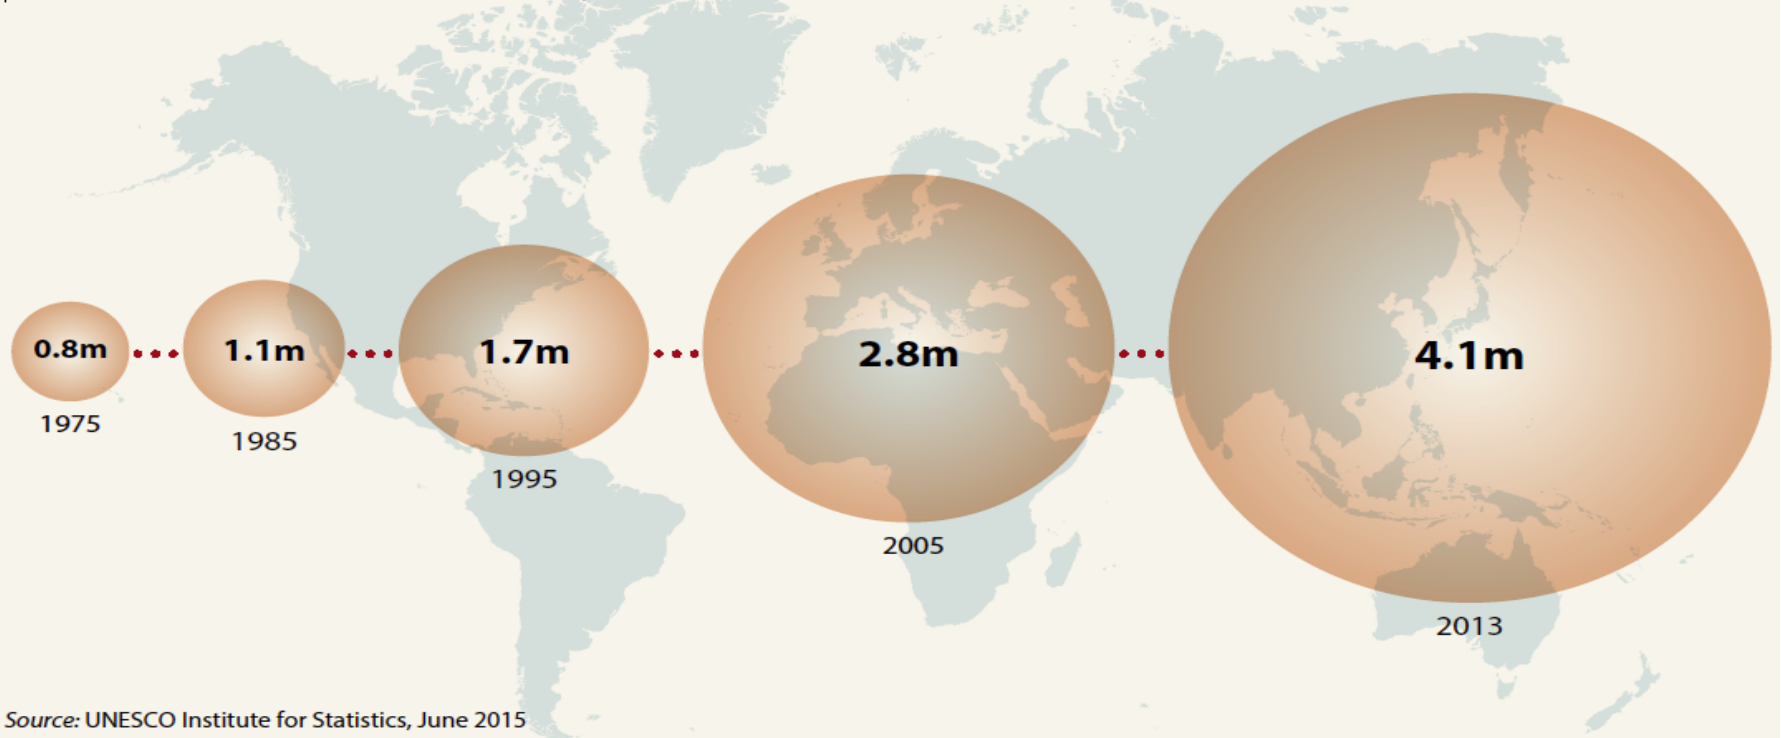 0.8m
1975
1.1m
1985
1.7m
1995
2.8m
2005
4.1m
2013
Source: UNESCO Institute for Statistics, June 2015